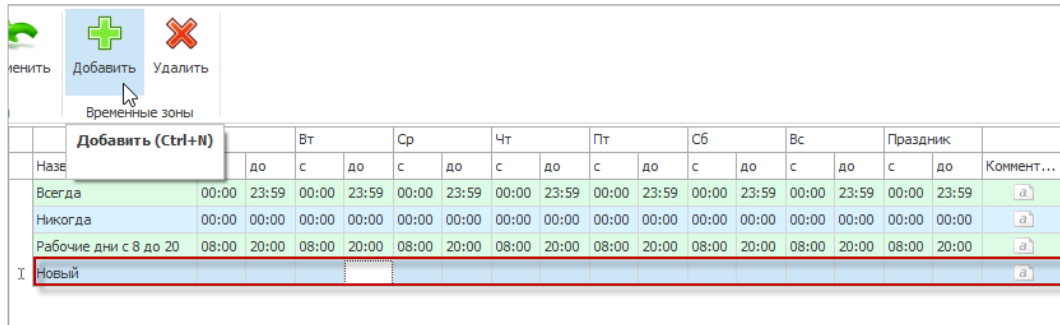 менить Добавить Удалить
Временные зоны
Добавить (Ctrl+N)
Вт Ср Чт Пт Сб Вс Праздник
Назв до с до с до с до с до с до с до с до Коммент...
Всегда 00:00 23:59 00:00 23:59 00:00 23:59 00:00 23:59 00:00 23:59 00:00 23:59 00:00 23:59 00:00 23:59 a
Никогда 00:00 00:00 00:00 00:00 00:00 00:00 00:00 00:00 00:00 00:00 00:00 00:00 00:00 00:00 00:00 00:00 a
Рабочие дни с 8 до 20 08:00 20:00 08:00 20:00 08:00 20:00 08:00 20:00 08:00 20:00 08:00 20:00 08:00 20:00 08:00 20:00 a
Новый a